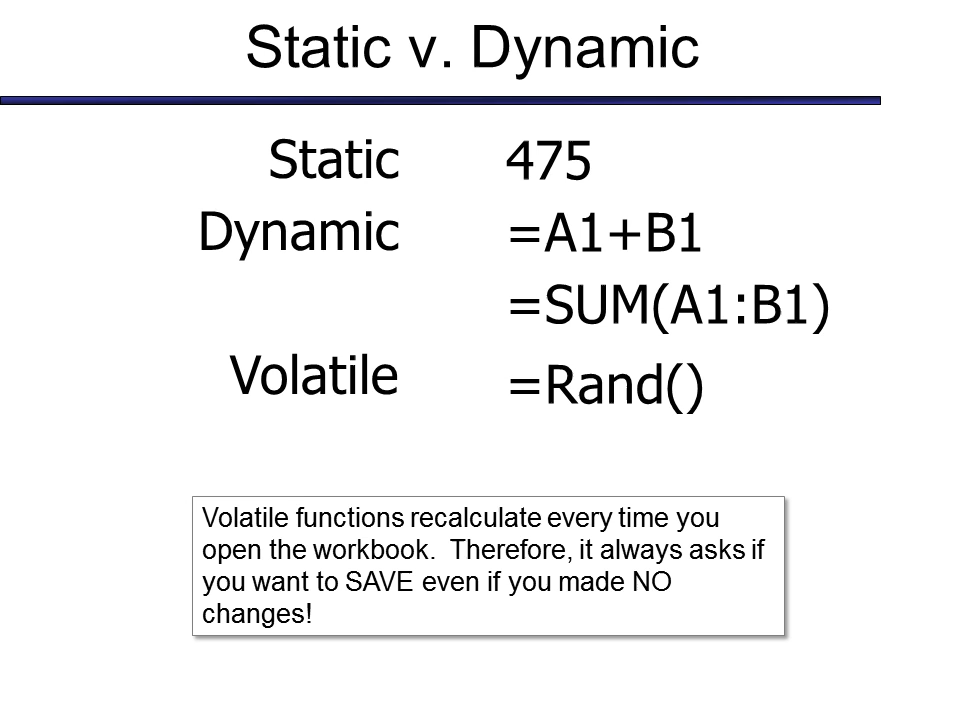 Static v. Dynamic
Static 475
Dynamic =A1+B1
=SUM(A1:B1)
Volatile =Rand()
Volatile functions recalculate every time you
open the workbook.  Therefore, it always asks if
you want to SAVE even if you made NO
changes!